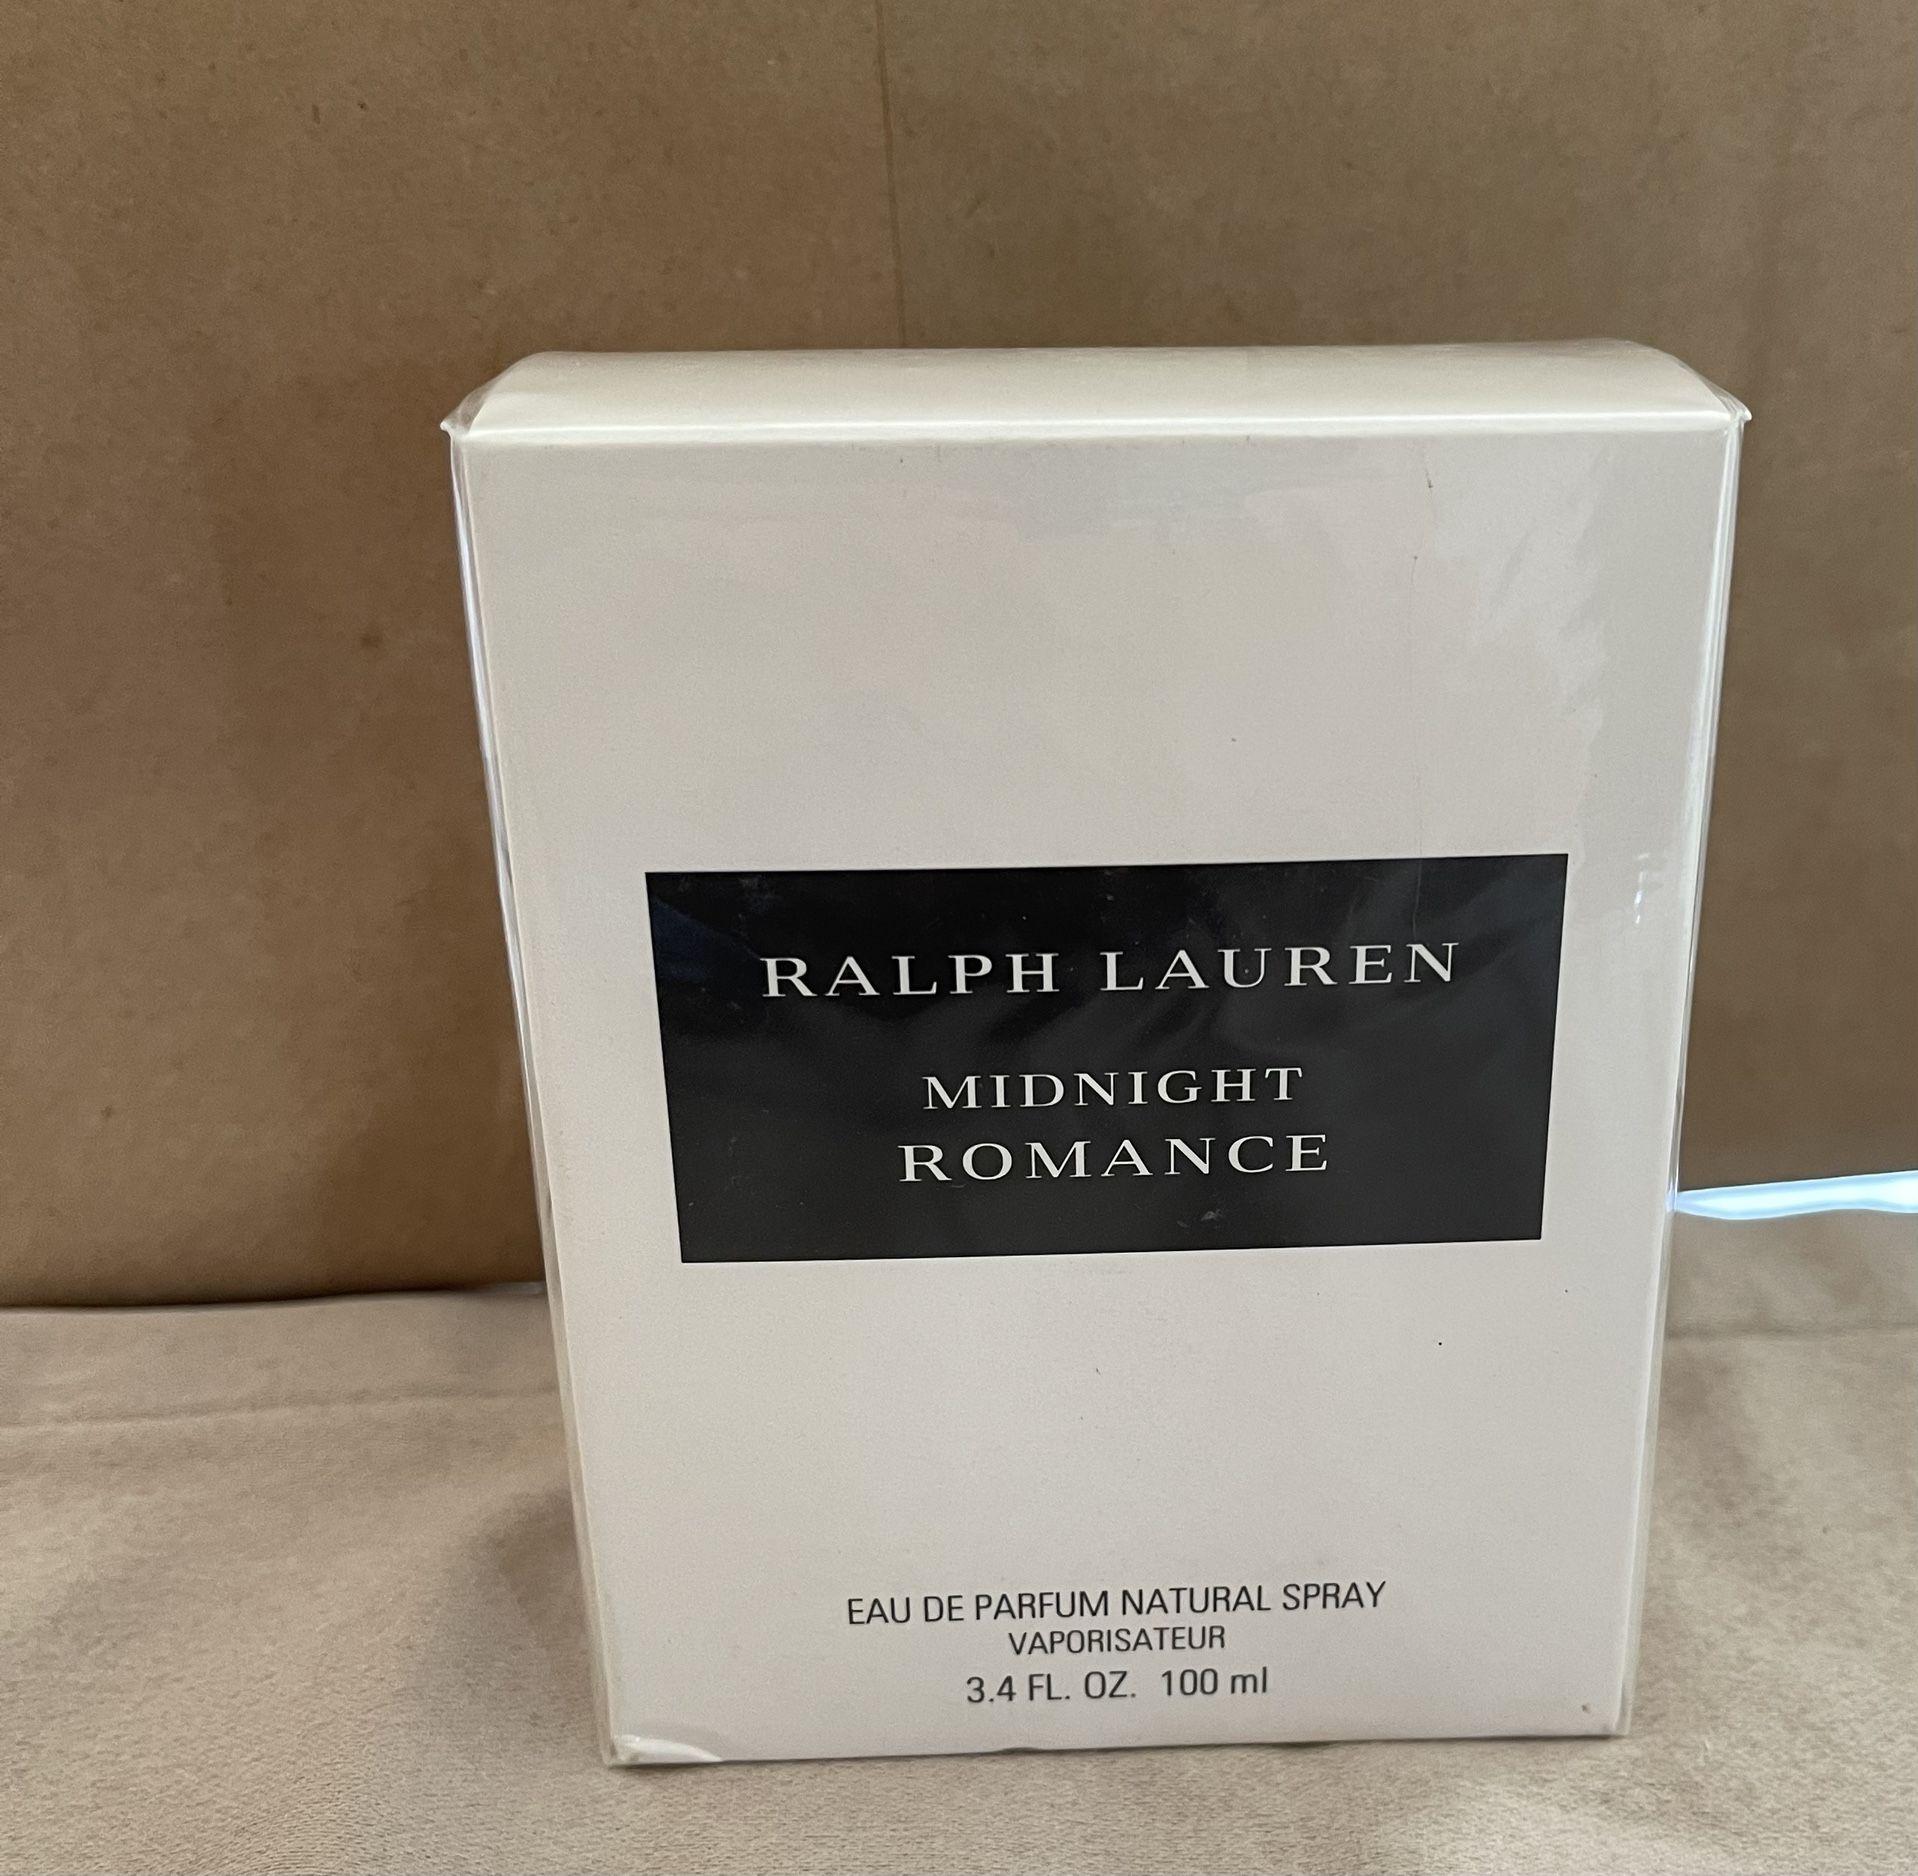 RALPH LAUREN
MIDNIGHT
ROMANCE
EAU DE PARFUM NATURAL SPRAY
VAPORISATEUR
3.4 FL. OZ. 100 ml